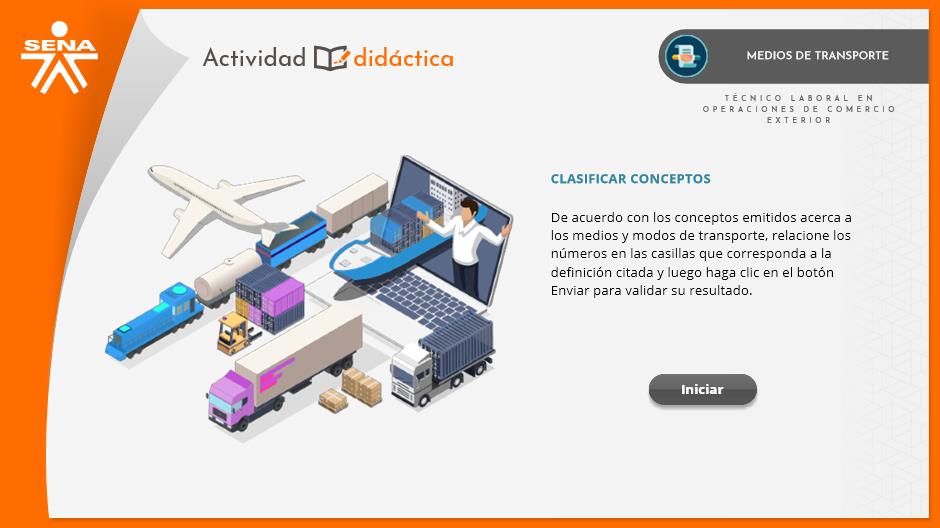 SENA
Actividad didáctica
MEDIOS DE TRANSPORTE
TÉCNICO LABORAL EN
OPERACIONES DE COMERCIO
EXTERIOR
CLASIFICAR CONCEPTOS
De acuerdo con los conceptos emitidos acerca a
los medios y modos de transporte, relacione los
números en las casillas que corresponda a la
definición citada y luego haga clic en el botón
Enviar para validar su resultado.
Iniciar